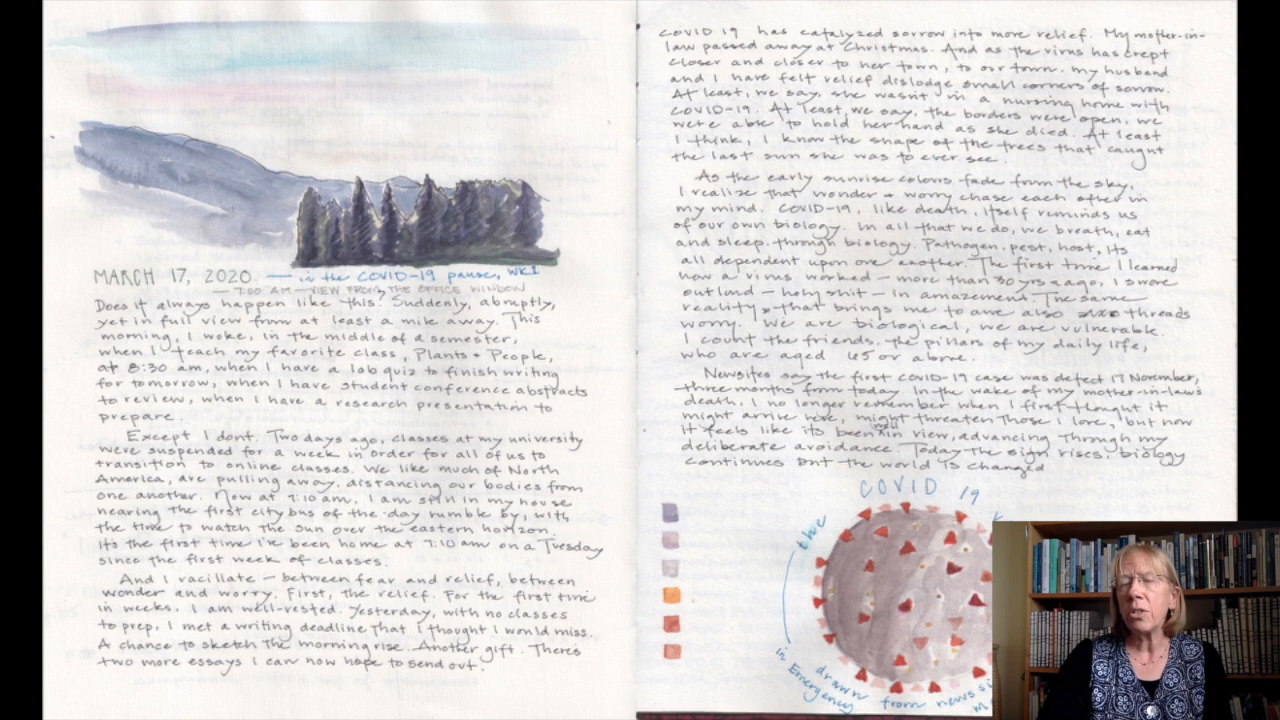 MARCH 17, 2020. — in the COVID-19 pause, WK1
— 7:00 AM — VIEW FROM THE OFFICE WINDOW
Does it always happen like this? Suddenly, abruptly,
yet in full view from at least a mile away. This
morning, I woke, in the middle of a semester,
when I teach my favorite class, Plants + People,
at 8:30 am, when I have a lab quiz to finish writing
for tomorrow, when I have student conference abstracts
to review, when I have a research presentation to
prepare.
Except I dont. Two days ago, classes at my university
were suspended for a week in order for all of us to
transition to online classes. We like much of North
America, are pulling away, distancing our bodies from
one another. Now at 7:10 am, I am in my house
hearing the first city bus of the day rumble by, with
the time to watch the sun over the eastern horizon
its the first time i've been home at 7:10 am on a Tuesday
since the first week of classes.
And I vacillate — between fear and relief, between
wonder and worry. First, the relief. For the first time
in weeks, I am well-rested. Yesterday, with no classes
to prep, I met a writing deadline that I thought I would miss.
A chance to sketch the morning rise. Another gift. There's
two more essays I can now hope to send out.
COVID 19 has catalyzed sorrow into more relief. My mother-in-
law passed away at Christmas. And as the virus has crept
closer and closer to her town, to our town, my husband
and I have felt relief dislodge small corners of sorrow.
At least, we say, she wasn't in a nursing home with
COVID-19. At least, we say, the borders were open, we
were able to hold her hand as she died. At least
I think, I know the shape of the trees that caught
the last sun she was to ever see.
As the early sunrise colours fade from the sky,
I realize that wonder + worry chase each other in
my mind. COVID-19, like death, itself reminds us
of our own biology. In all that we do, we breath, eat
and sleep, through biology. Pathogen, pest, host, its
all dependent upon one another. The first time I learned
how a virus worked — more than 30 yrs ago, I swore
out loud — holy shit — in amazement. The same
reality, that brings me to awe also threads
worry. We are biological, we are vulnerable.
I count the friends, the pillars of my daily life,
who are aged 65 or above.
Newsites say the first COVID-19 case was detect 17 November,
three months from today. In the wake of my mother-in-laws
death, I no longer remember when I first thought it
might arrive here, might threaten those i love, but now
it feels like its been in view, advancing through my
deliberate avoidance. Today the sign rises, biology
continues but the world is changed
COVID 19
the
in Emergency
drawn from